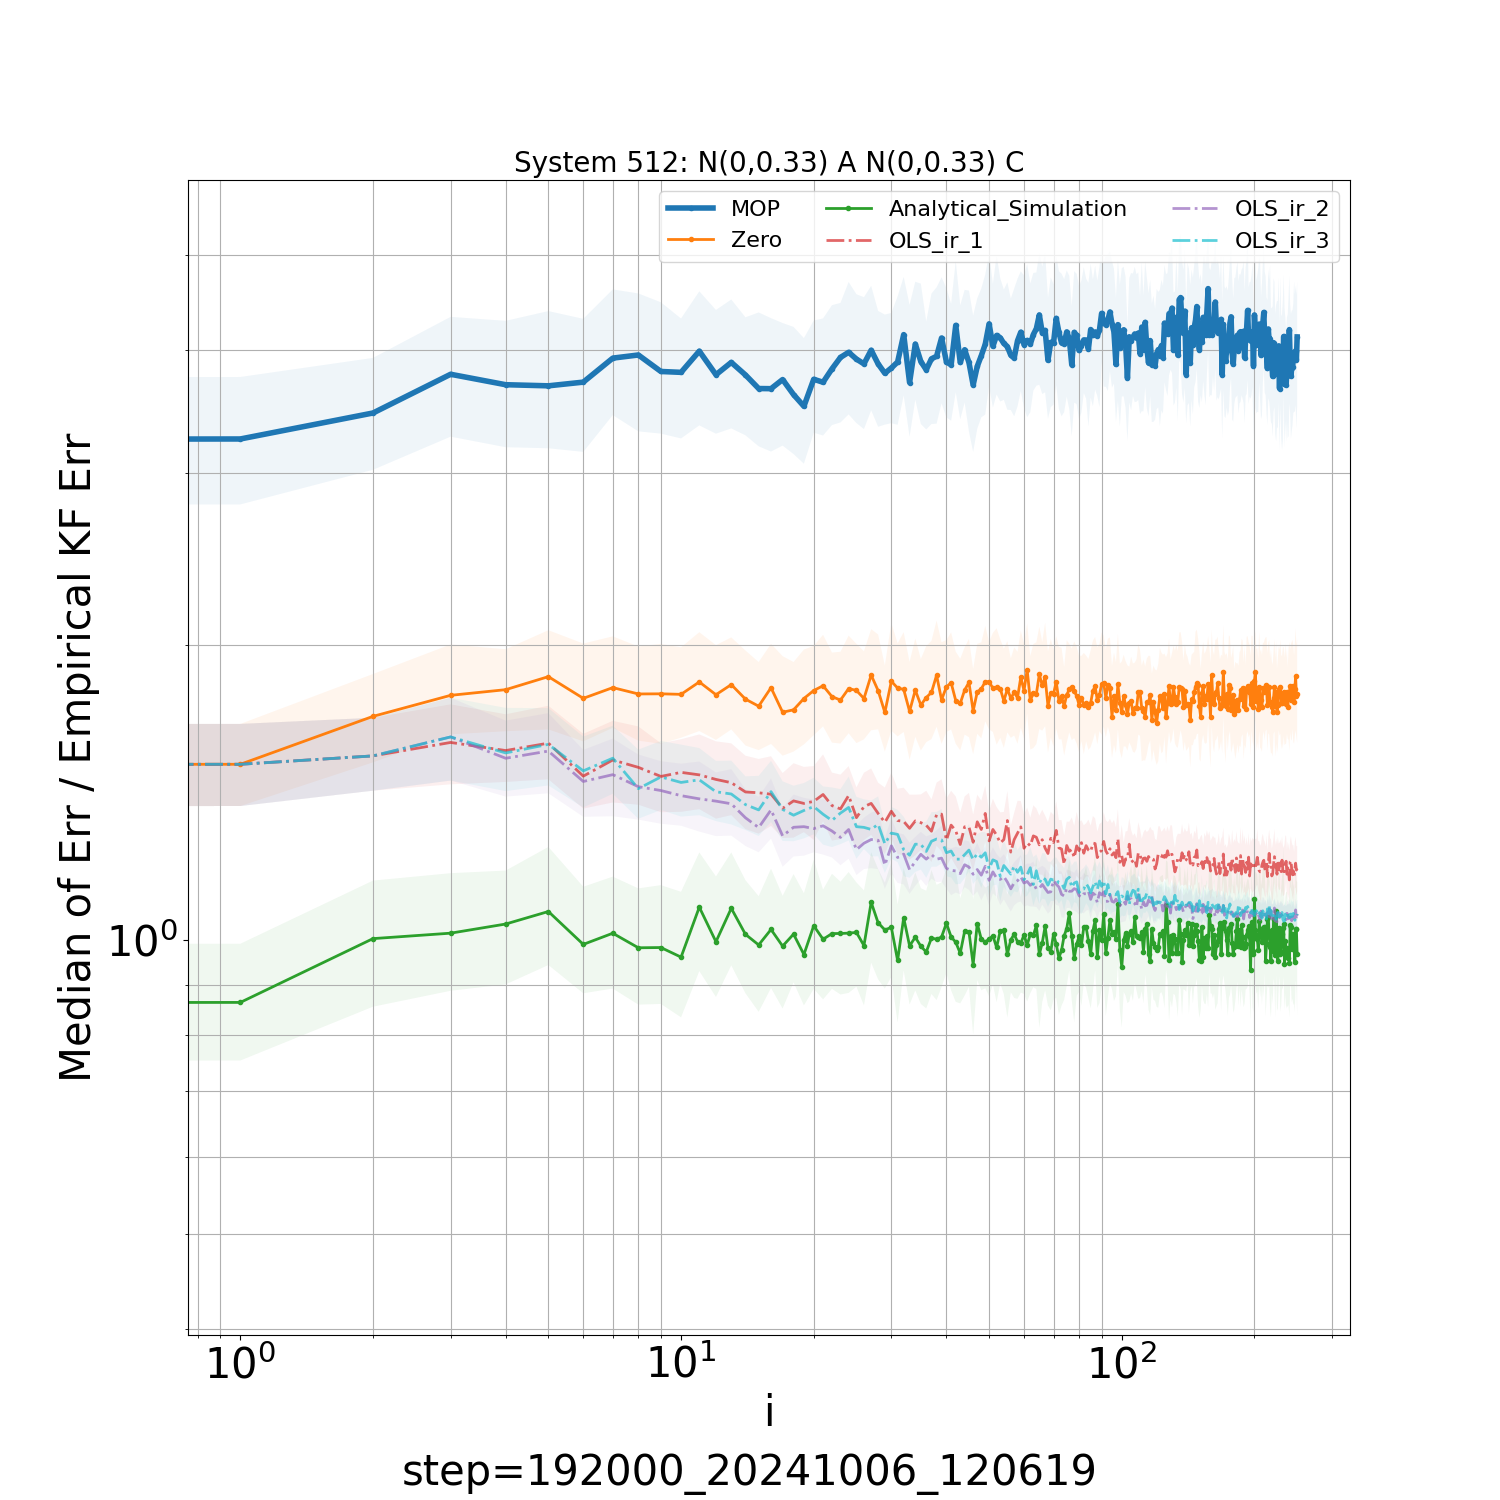 System 512: N(0,0.33) A N(0,0.33) C
MOP
Zero
Analytical_Simulation
OLS_ir_1
OLS_ir_2
OLS_ir_3
Median of Err / Empirical KF Err
10⁰
10⁰ 10¹ 10²
i
step=192000_20241006_120619